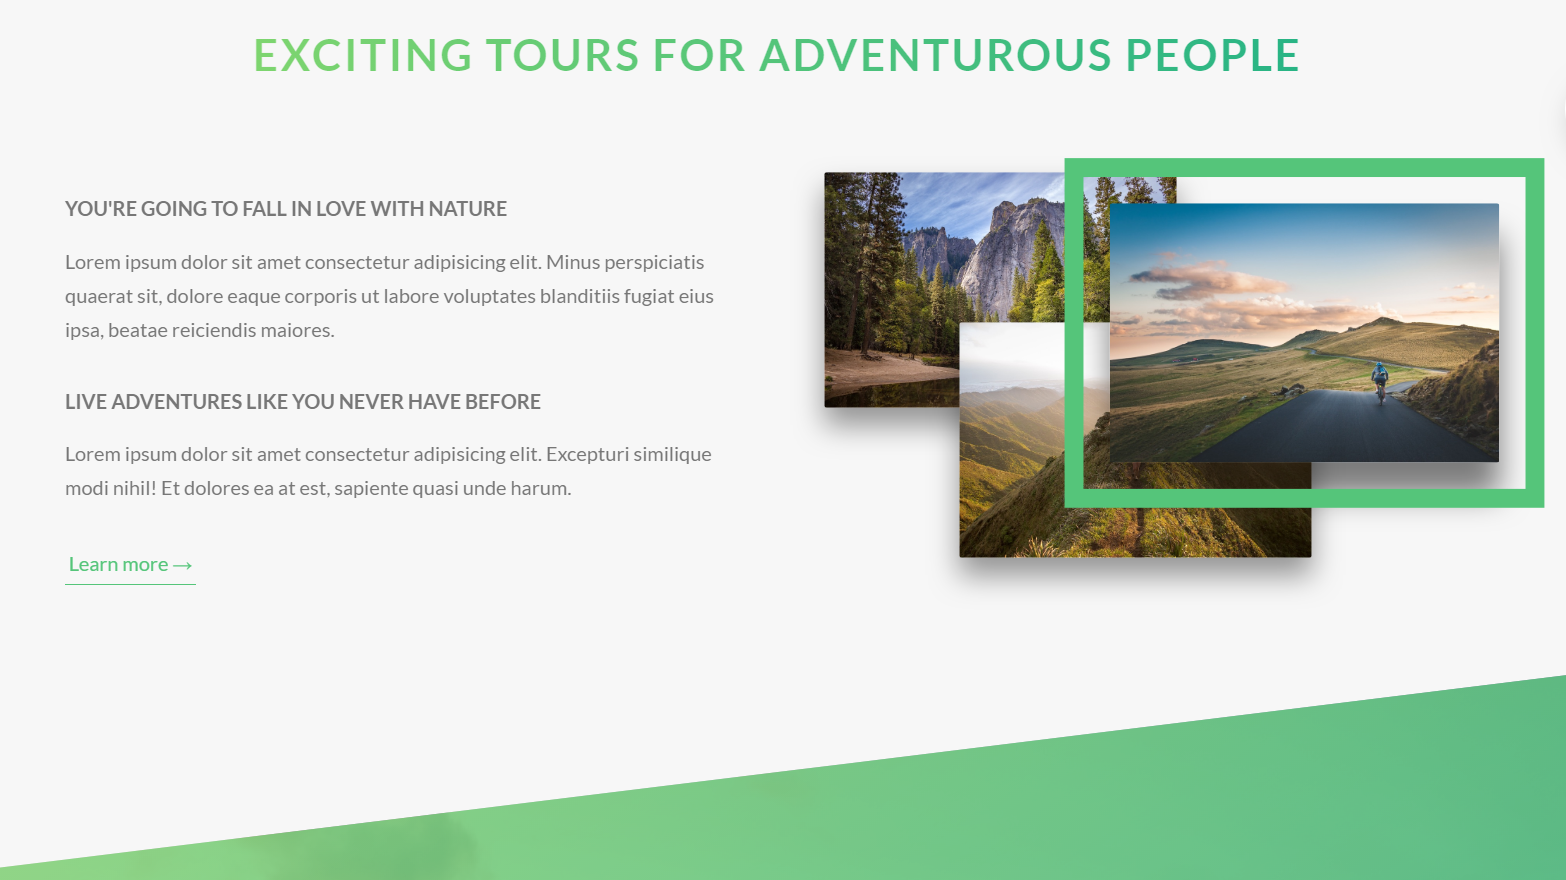 EXCITING TOURS FOR ADVENTUROUS PEOPLE
YOU'RE GOING TO FALL IN LOVE WITH NATURE
Lorem ipsum dolor sit amet consectetur adipisicing elit. Minus perspiciatis
quaerat sit, dolore eaque corporis ut labore voluptates blanditiis fugiat eius
ipsa, beatae reiciendis maiores.
LIVE ADVENTURES LIKE YOU NEVER HAVE BEFORE
Lorem ipsum dolor sit amet consectetur adipisicing elit. Excepturi similique
modi nihil! Et dolores ea at est, sapiente quasi unde harum.
Learn more →